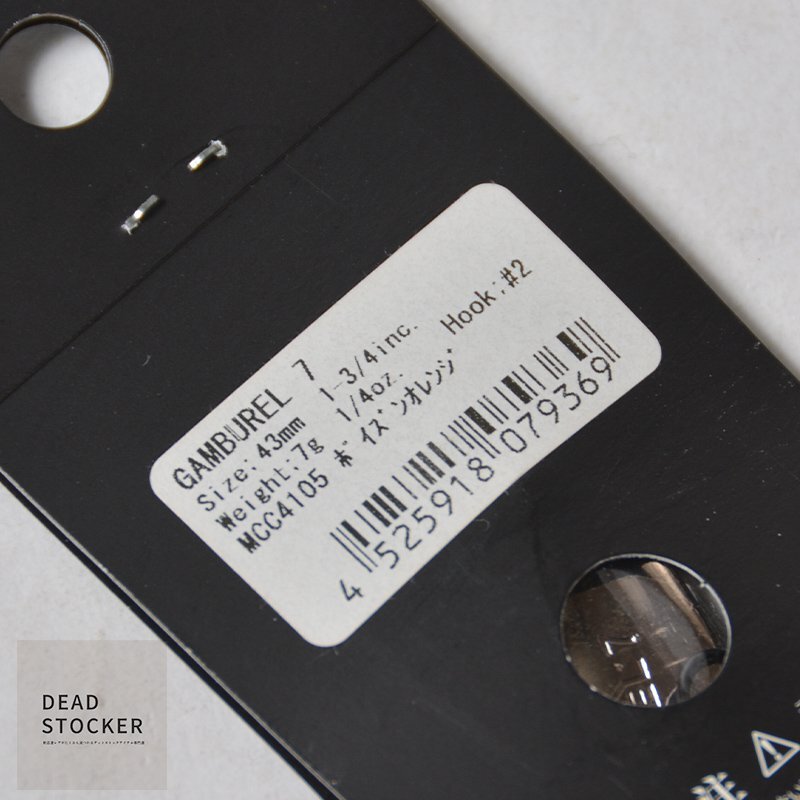 GAMBUREL 7
Size:43mm 1-3/4inc.
Weight:7g 1/4oz. Hook:#2
MCC4105 ポイズンオレンジ
4 525918 079369
注
DEAD
STOCKER